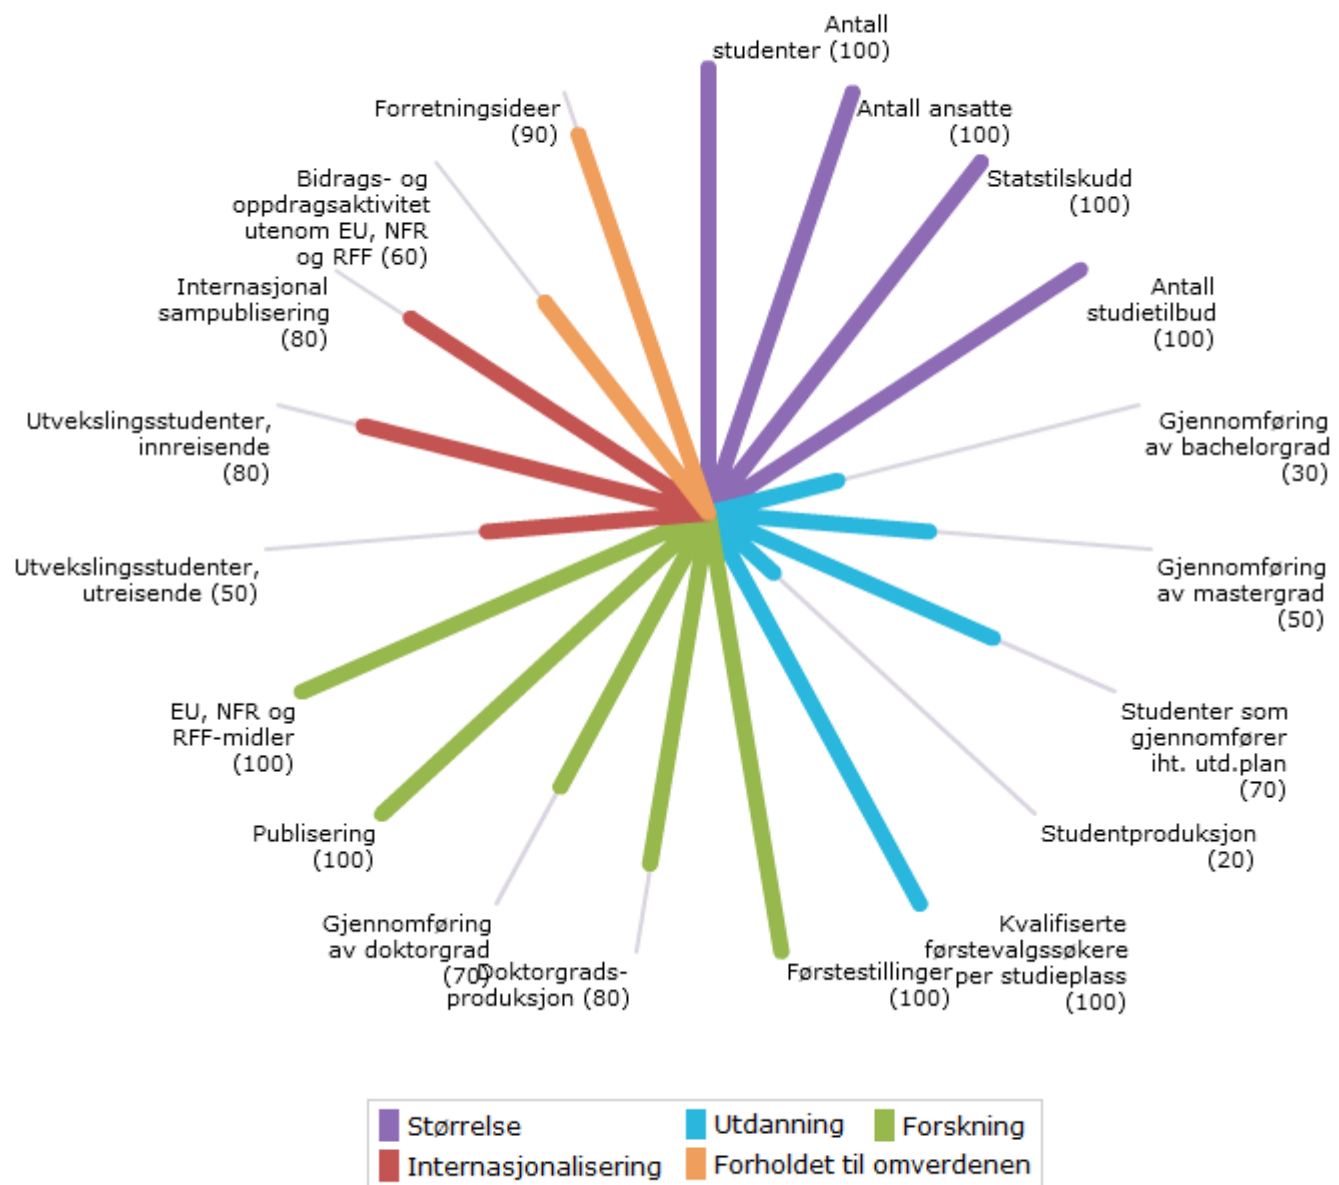 Antall
studenter (100)
Antall ansatte
(100)
Statstilskudd
(100)
Antall
studietilbud
(100)
Gjennomføring
av bachelorgrad
(30)
Gjennomføring
av mastergrad
(50)
Studenter som
gjennomfører
iht. utd.plan
(70)
Studentproduksjon
(20)
Kvalifiserte
førstevalgssøkere
per studieplass
(100)
Førstestillinger
(100)
Doktorgrads-
produksjon (80)
Gjennomføring
av doktorgrad
(70)
Publisering
(100)
EU, NFR og
RFF-midler
(100)
Utvekslingsstudenter,
utreisende (50)
Utvekslingsstudenter,
innreisende
(80)
Internasjonal
sampublisering
(80)
Bidrags- og
oppdragsaktivitet
utenom EU, NFR
og RFF (60)
Forretningsideer
(90)
Størrelse
Utdanning
Forskning
Internasjonalisering
Forholdet til omverdenen